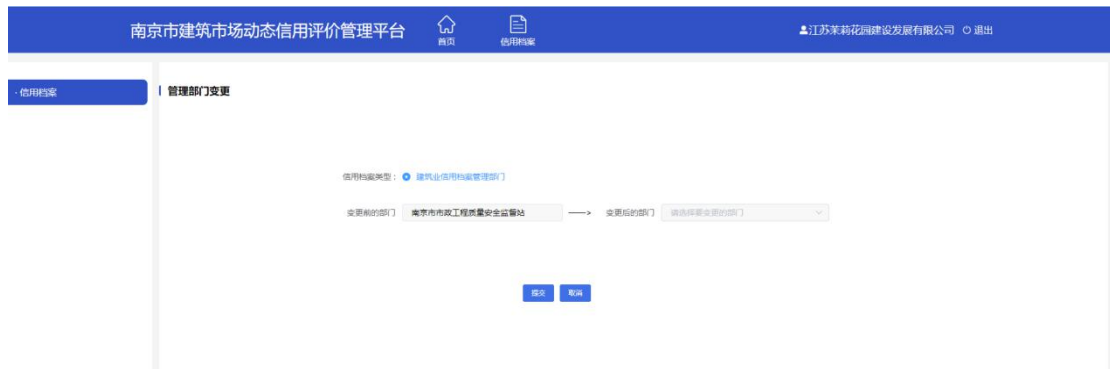 南京市建筑市场动态信用评价管理平台
首页
信用档案
江苏茉莉花园建设发展有限公司 退出
· 信用档案
管理部门变更
信用档案类型： 建筑业信用档案管理部门
变更前的部门 南京市市政工程质量安全监督站 ——> 变更后的部门 请选择要变更的部门
提交 取消